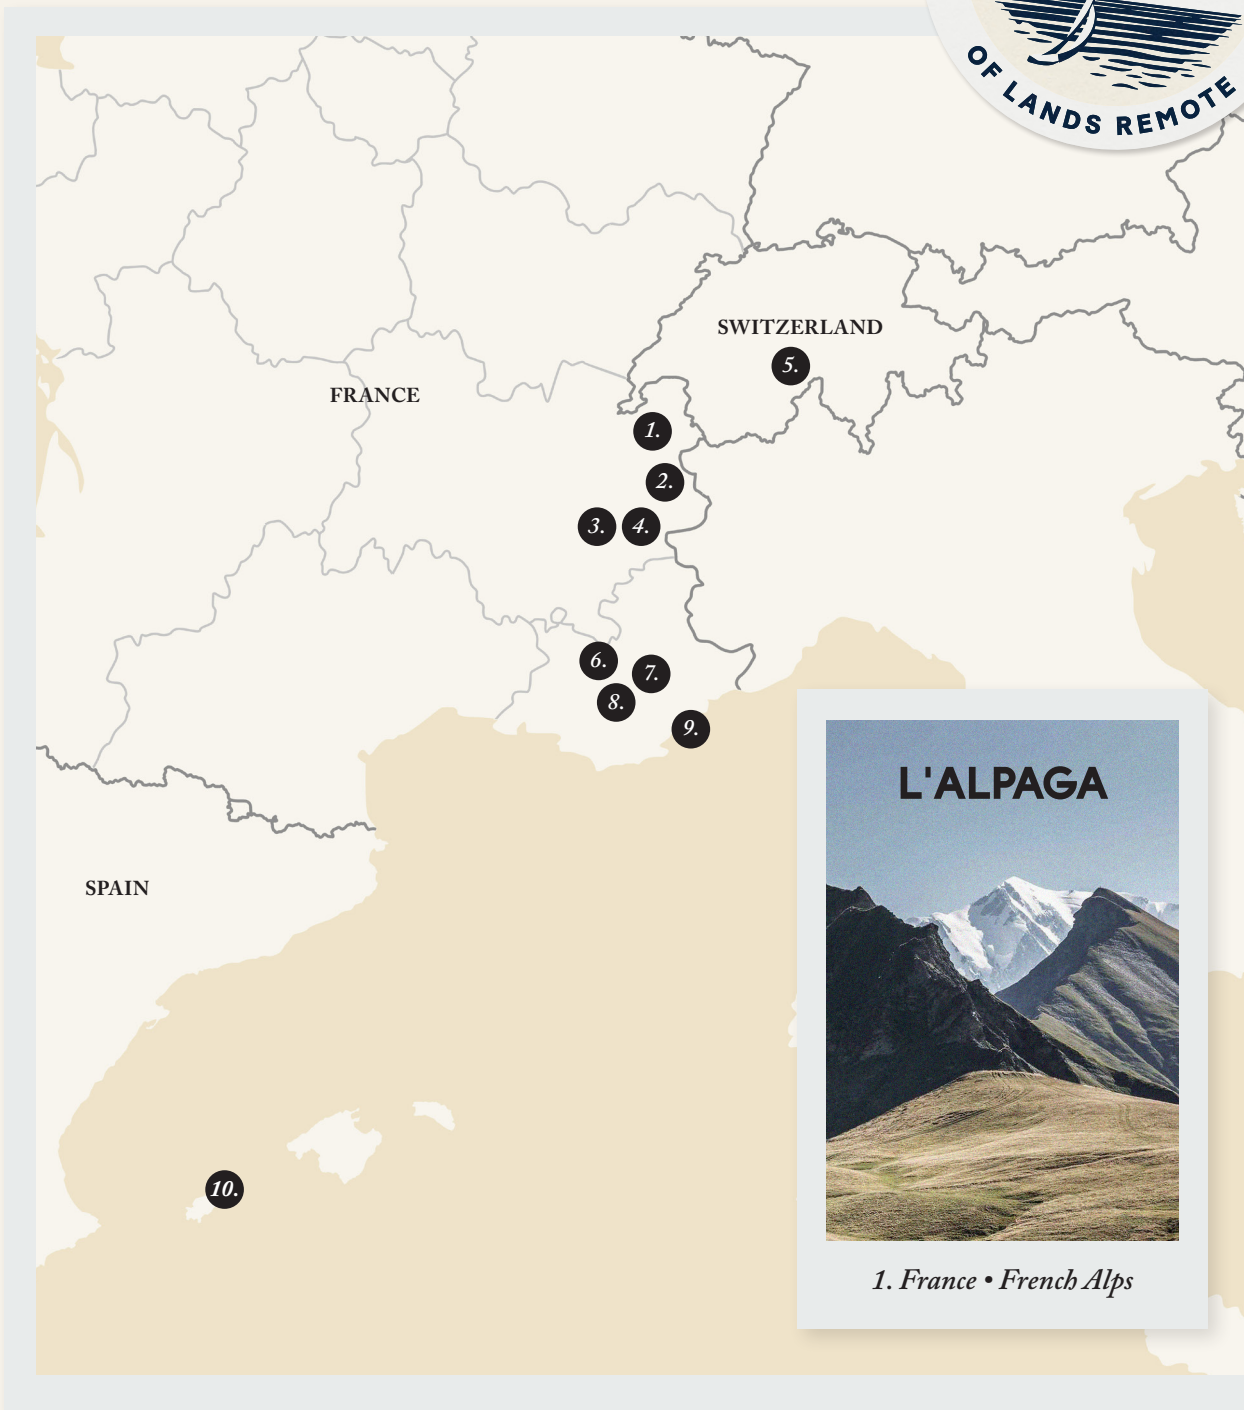 OF LANDS REMOTE
SWITZERLAND
5.
FRANCE
1.
2.
3. 4.
6.
7.
8.
9.
L'ALPAGA
SPAIN
10.
1. France • French Alps